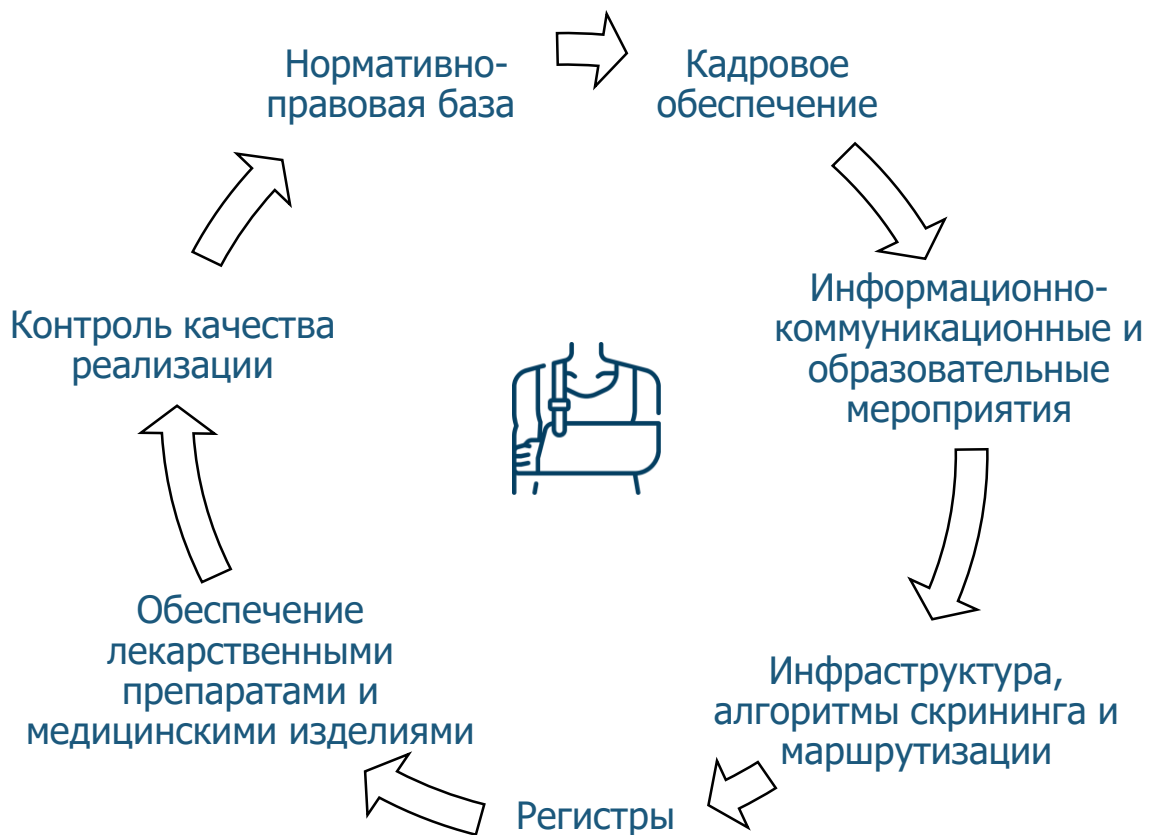 Нормативно-
правовая база
Кадровое
обеспечение
Информационно-
коммуникационные и
образовательные
мероприятия
Инфраструктура,
алгоритмы скрининга и
маршрутизации
Регистры
Обеспечение
лекарственными
препаратами и
медицинскими изделиями
Контроль качества
реализации